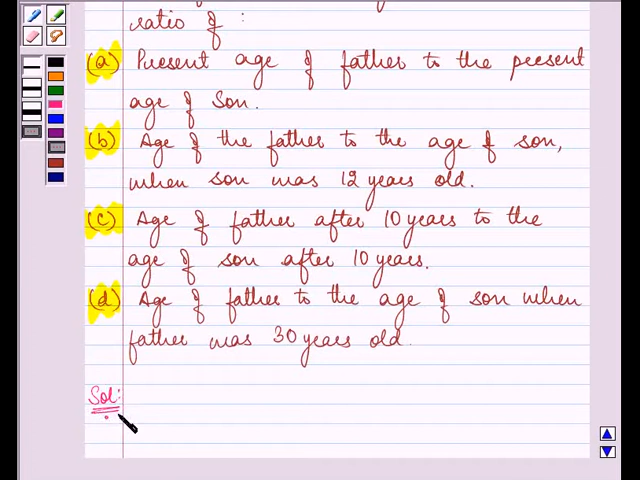 ratio of :
(a) Present age of father to the present
age of Son.
(b) Age of the father to the age of son,
when son was 12 years old.
(c) Age of father after 10 years to the
age of son after 10 years.
(d) Age of father to the age of son when
father was 30 years old.
Sol: